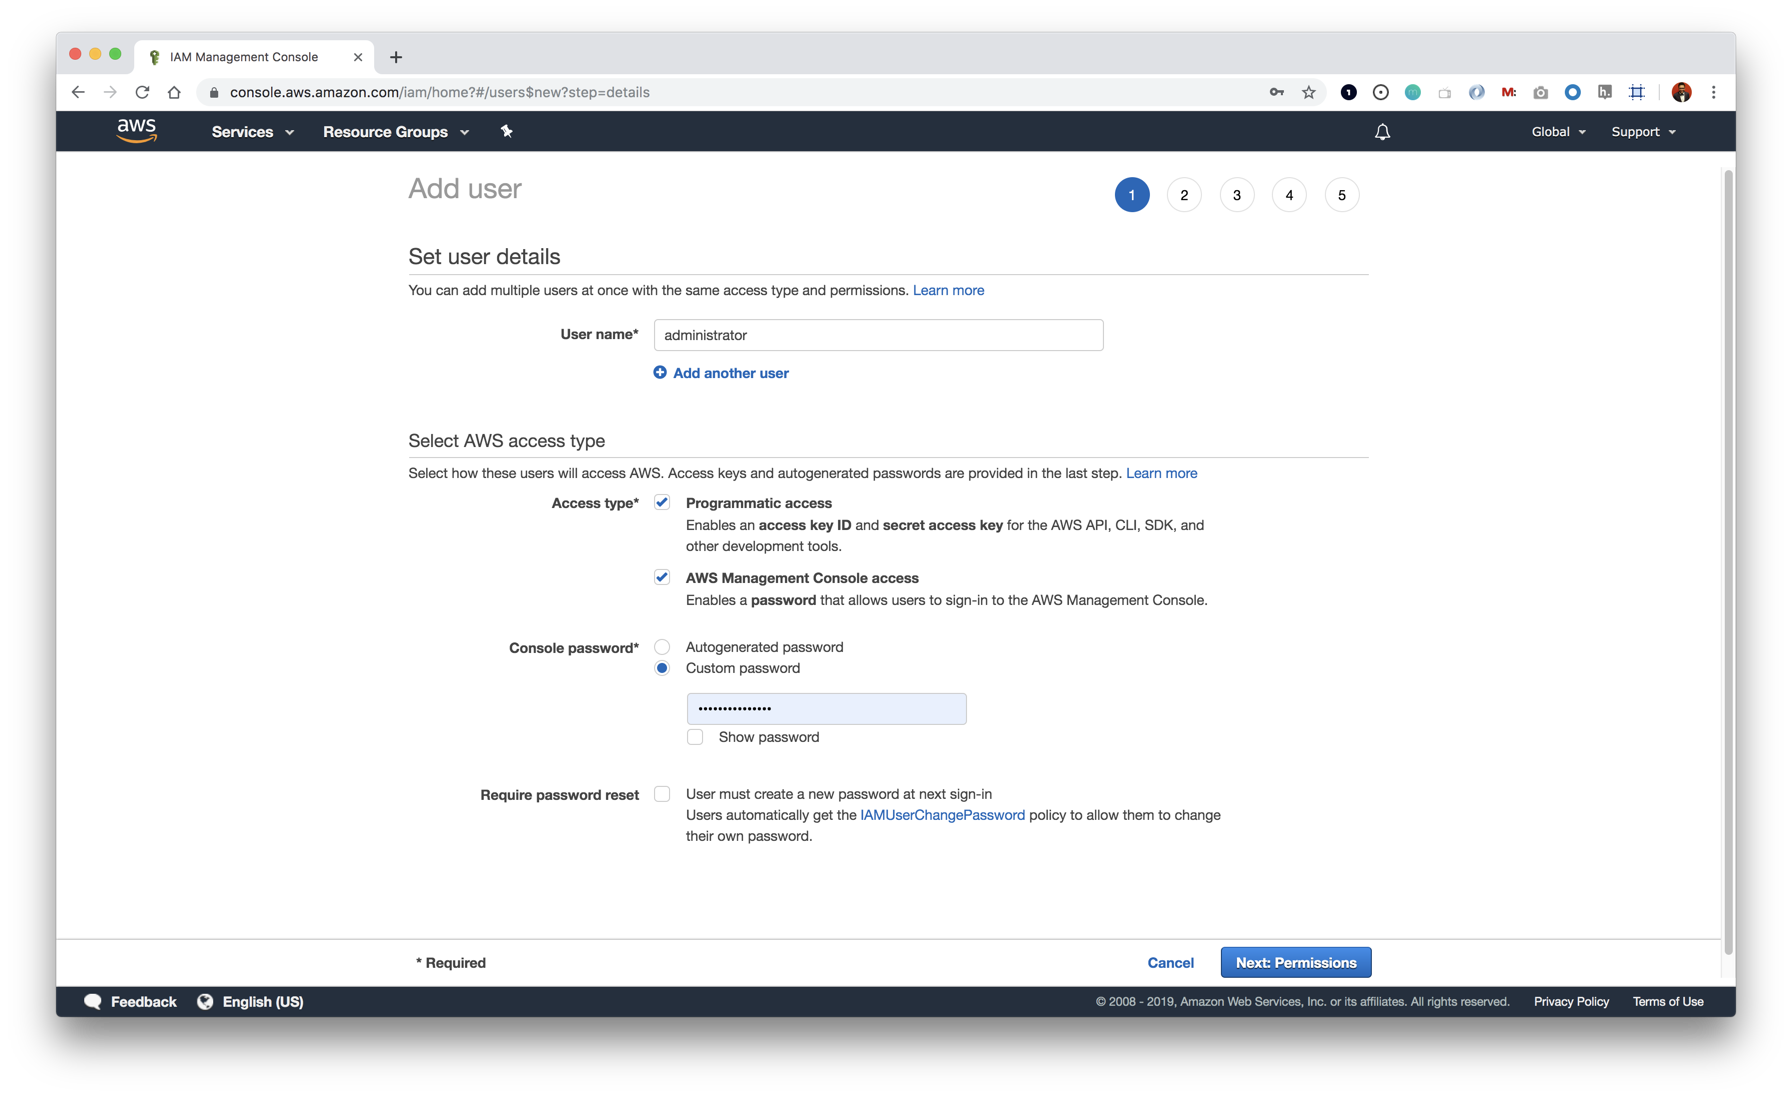 IAM Management Console
console.aws.amazon.com/iam/home?#/users$new?step=details
1
M:
h.
aws
Services
Resource Groups
Global
Support
Add user
1
2
3
4
5
Set user details
You can add multiple users at once with the same access type and permissions. Learn more
User name*
administrator
Add another user
Select AWS access type
Select how these users will access AWS. Access keys and autogenerated passwords are provided in the last step. Learn more
Access type*
Programmatic access
Enables an access key ID and secret access key for the AWS API, CLI, SDK, and
other development tools.
AWS Management Console access
Enables a password that allows users to sign-in to the AWS Management Console.
Console password*
Autogenerated password
Custom password
•••••••••••••••
Show password
Require password reset
User must create a new password at next sign-in
Users automatically get the IAMUserChangePassword policy to allow them to change
their own password.
* Required
Cancel
Next: Permissions
Feedback
English (US)
© 2008 - 2019, Amazon Web Services, Inc. or its affiliates. All rights reserved.
Privacy Policy
Terms of Use